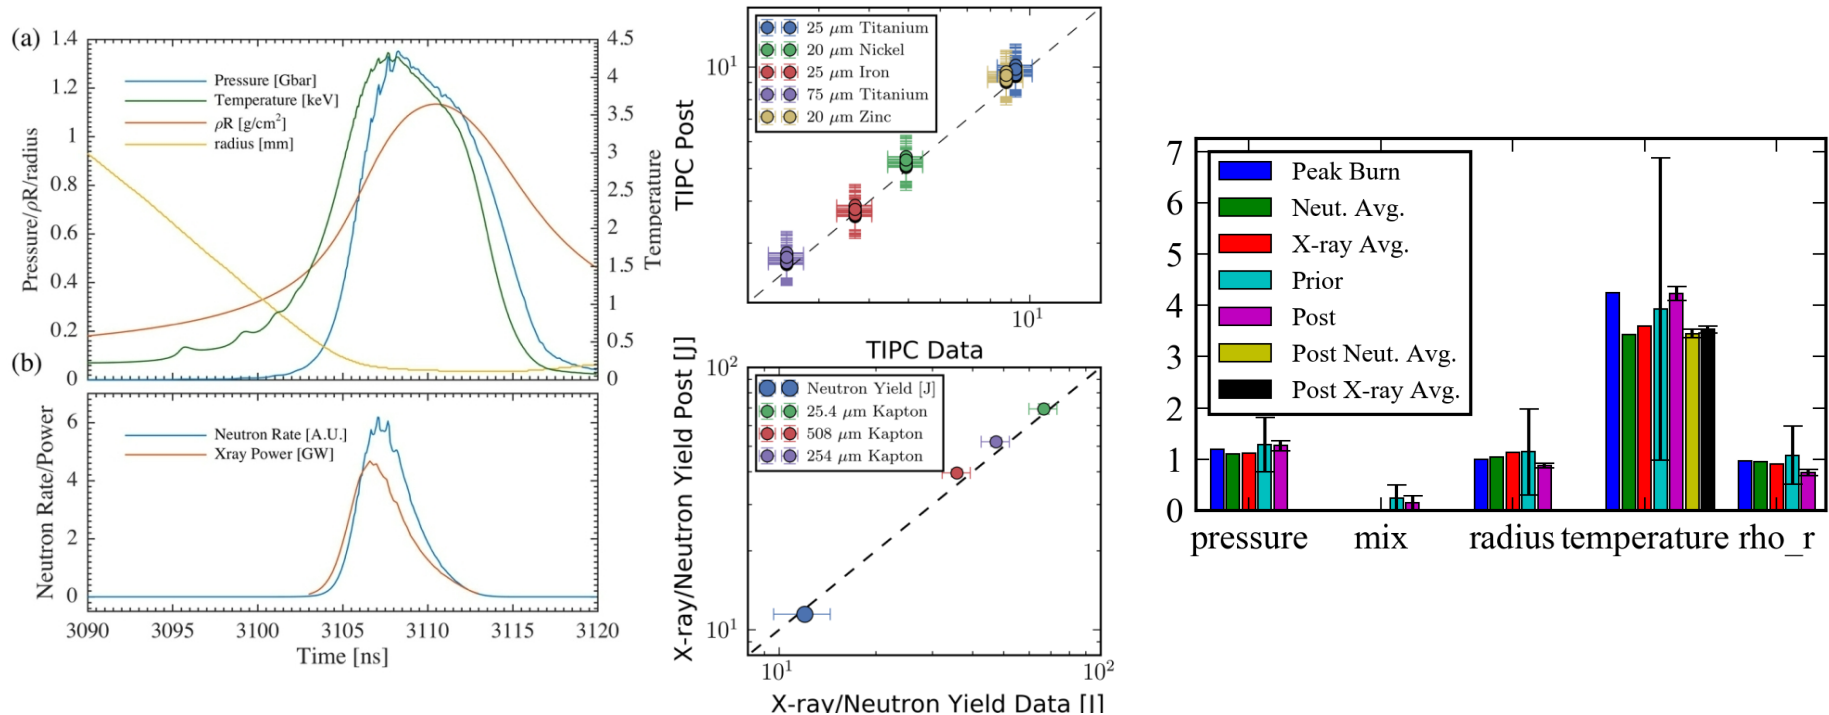 (a)
1.4
1.2
1
0.8
0.6
0.4
0.2
0
Pressure/ρR/radius
Pressure [Gbar]
Temperature [keV]
ρR [g/cm²]
radius [mm]
4.5
4
3.5
3
2.5
2
1.5
1
0.5
0
Temperature
(b)
6
4
2
0
Neutron Rate/Power
Neutron Rate [A.U.]
Xray Power [GW]
3090 3095 3100 3105 3110 3115 3120
Time [ns]
TIPC Post
10¹
25 μm Titanium
20 μm Nickel
25 μm Iron
75 μm Titanium
20 μm Zinc
10¹
TIPC Data
X-ray/Neutron Yield Post [J]
10²
10¹
Neutron Yield [J]
25.4 μm Kapton
508 μm Kapton
254 μm Kapton
10¹ 10²
X-ray/Neutron Yield Data [J]
7
6
5
4
3
2
1
0
Peak Burn
Neut. Avg.
X-ray Avg.
Prior
Post
Post Neut. Avg.
Post X-ray Avg.
pressure mix radius temperature rho_r